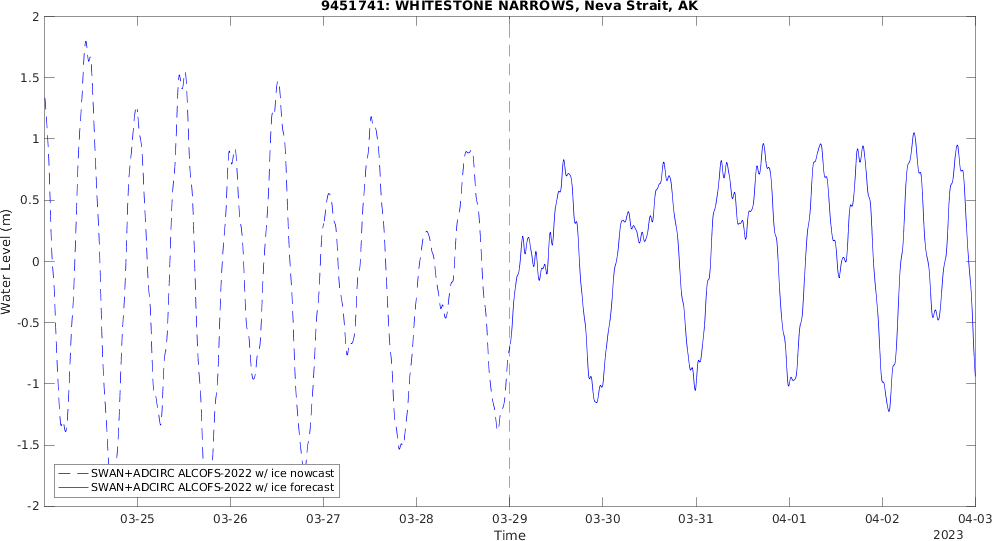 9451741: WHITESTONE NARROWS, Neva Strait, AK
2
1.5
1
0.5
0
-0.5
-1
-1.5
-2
Water Level (m)
SWAN+ADCIRC ALCOFS-2022 w/ ice nowcast
SWAN+ADCIRC ALCOFS-2022 w/ ice forecast
03-25 03-26 03-27 03-28 03-29 03-30 03-31 04-01 04-02 04-03
Time
2023